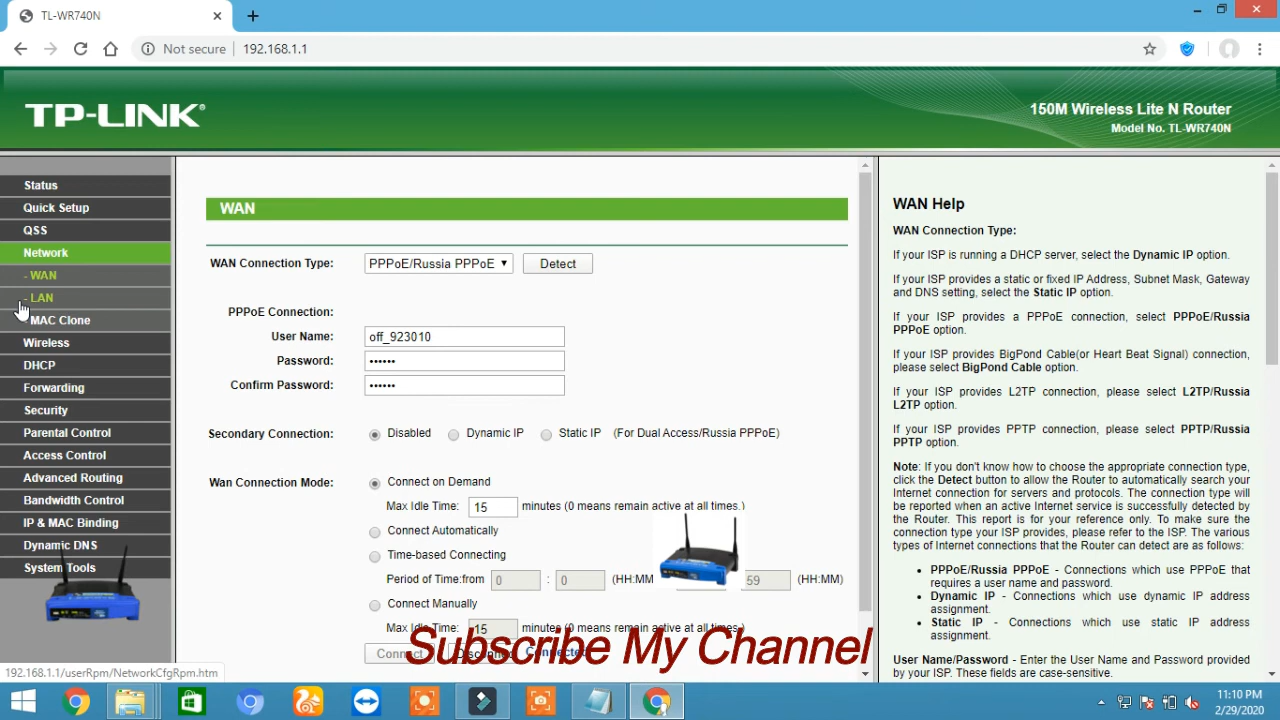 TL-WR740N
Not secure
192.168.1.1
TP-LINK®
150M Wireless Lite N Router
Model No. TL-WR740N
Status
Quick Setup
QSS
Network
- WAN
- LAN
- MAC Clone
Wireless
DHCP
Forwarding
Security
Parental Control
Access Control
Advanced Routing
Bandwidth Control
IP & MAC Binding
Dynamic DNS
System Tools
WAN
WAN Connection Type: PPPoE/Russia PPPoE Detect
PPPoE Connection:
User Name: off_923010
Password: ••••••
Confirm Password: ••••••
Secondary Connection: Disabled Dynamic IP Static IP (For Dual Access/Russia PPPoE)
Wan Connection Mode: Connect on Demand
Max Idle Time: 15 minutes (0 means remain active at all times.)
Connect Automatically
Time-based Connecting
Period of Time:from 0 : 0 (HH:MM 59 (HH:MM)
Connect Manually
Max Idle Time: 15 minutes (0 means remain active at all times.)
Connect Connected
Subscribe My Channel
WAN Help
WAN Connection Type:
If your ISP is running a DHCP server, select the Dynamic IP option.
If your ISP provides a static or fixed IP Address, Subnet Mask, Gateway
and DNS setting, select the Static IP option.
If your ISP provides a PPPoE connection, select PPPoE/Russia
PPPoE option.
If your ISP provides BigPond Cable(or Heart Beat Signal) connection,
please select BigPond Cable option.
If your ISP provides L2TP connection, please select L2TP/Russia
L2TP option.
If your ISP provides PPTP connection, please select PPTP/Russia
PPTP option.
Note: If you don't know how to choose the appropriate connection type,
click the Detect button to allow the Router to automatically search your
Internet connection for servers and protocols. The connection type will
be reported when an active Internet service is successfully detected by
the Router. This report is for your reference only. To make sure the
connection type your ISP provides, please refer to the ISP. The various
types of Internet connections that the Router can detect are as follows:
• PPPoE/Russia PPPoE - Connections which use PPPoE that
requires a user name and password.
• Dynamic IP - Connections which use dynamic IP address
assignment.
• Static IP - Connections which use static IP address
assignment.
User Name/Password - Enter the User Name and Password provided
by your ISP. These fields are case-sensitive.
192.168.1.1/userRpm/NetworkCfgRpm.htm
11:10 PM
2/29/2020